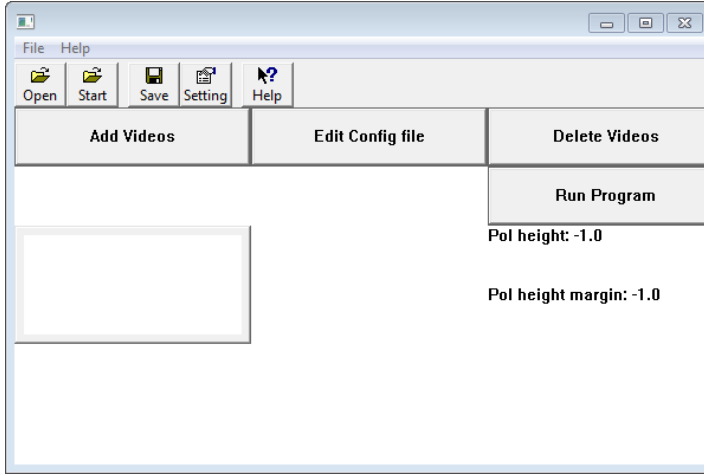 File Help
Open Start Save Setting Help
Add Videos Edit Config file Delete Videos
Run Program
Pol height: -1.0
Pol height margin: -1.0